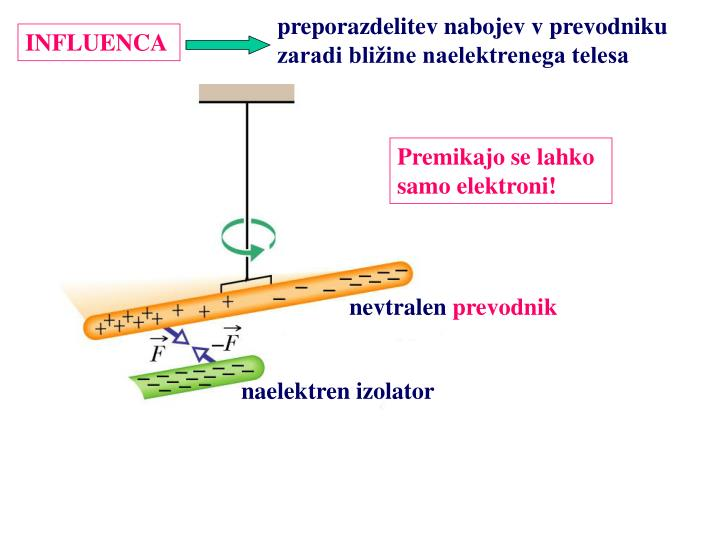 INFLUENCA
preporazdelitev nabojev v prevodniku
zaradi bližine naelektrenega telesa
Premikajo se lahko
samo elektroni!
nevtralen prevodnik
F
−F
naelektren izolator